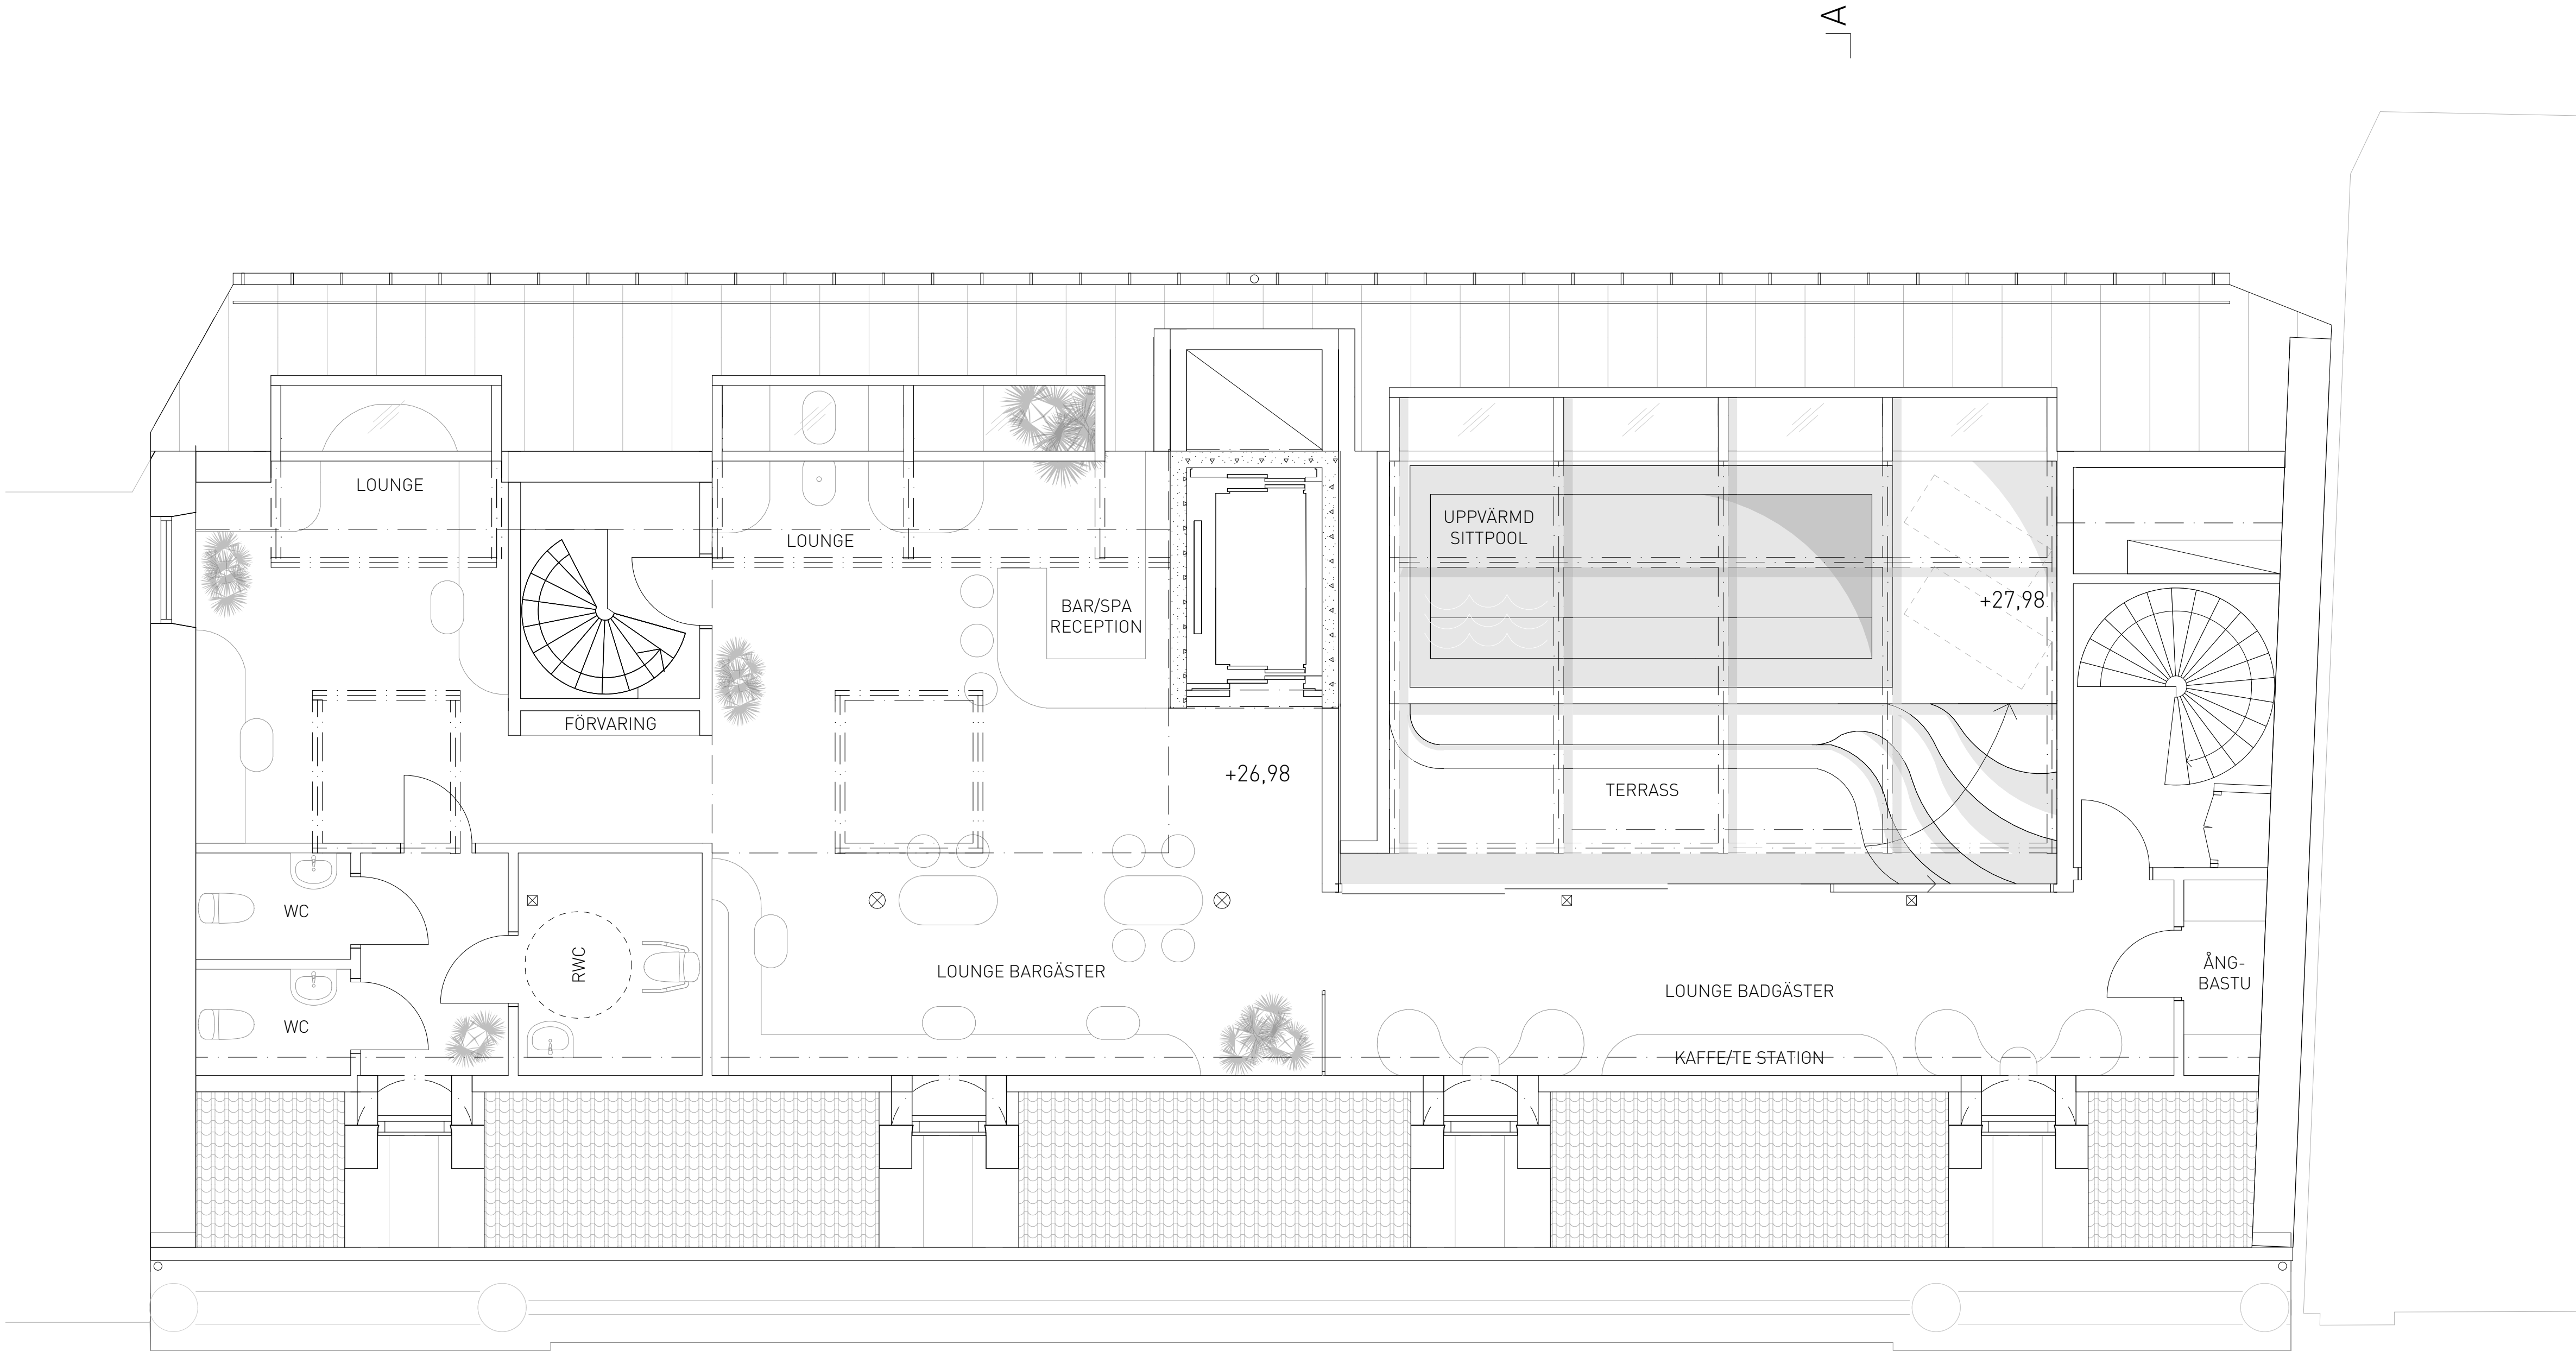 A
LOUNGE
LOUNGE
UPPVÄRMD
SITTPOOL
BAR/SPA
RECEPTION
+27,98
FÖRVARING
+26,98
TERRASS
WC
RWC
LOUNGE BARGÄSTER
LOUNGE BADGÄSTER
ÅNG-
BASTU
WC
KAFFE/TE STATION